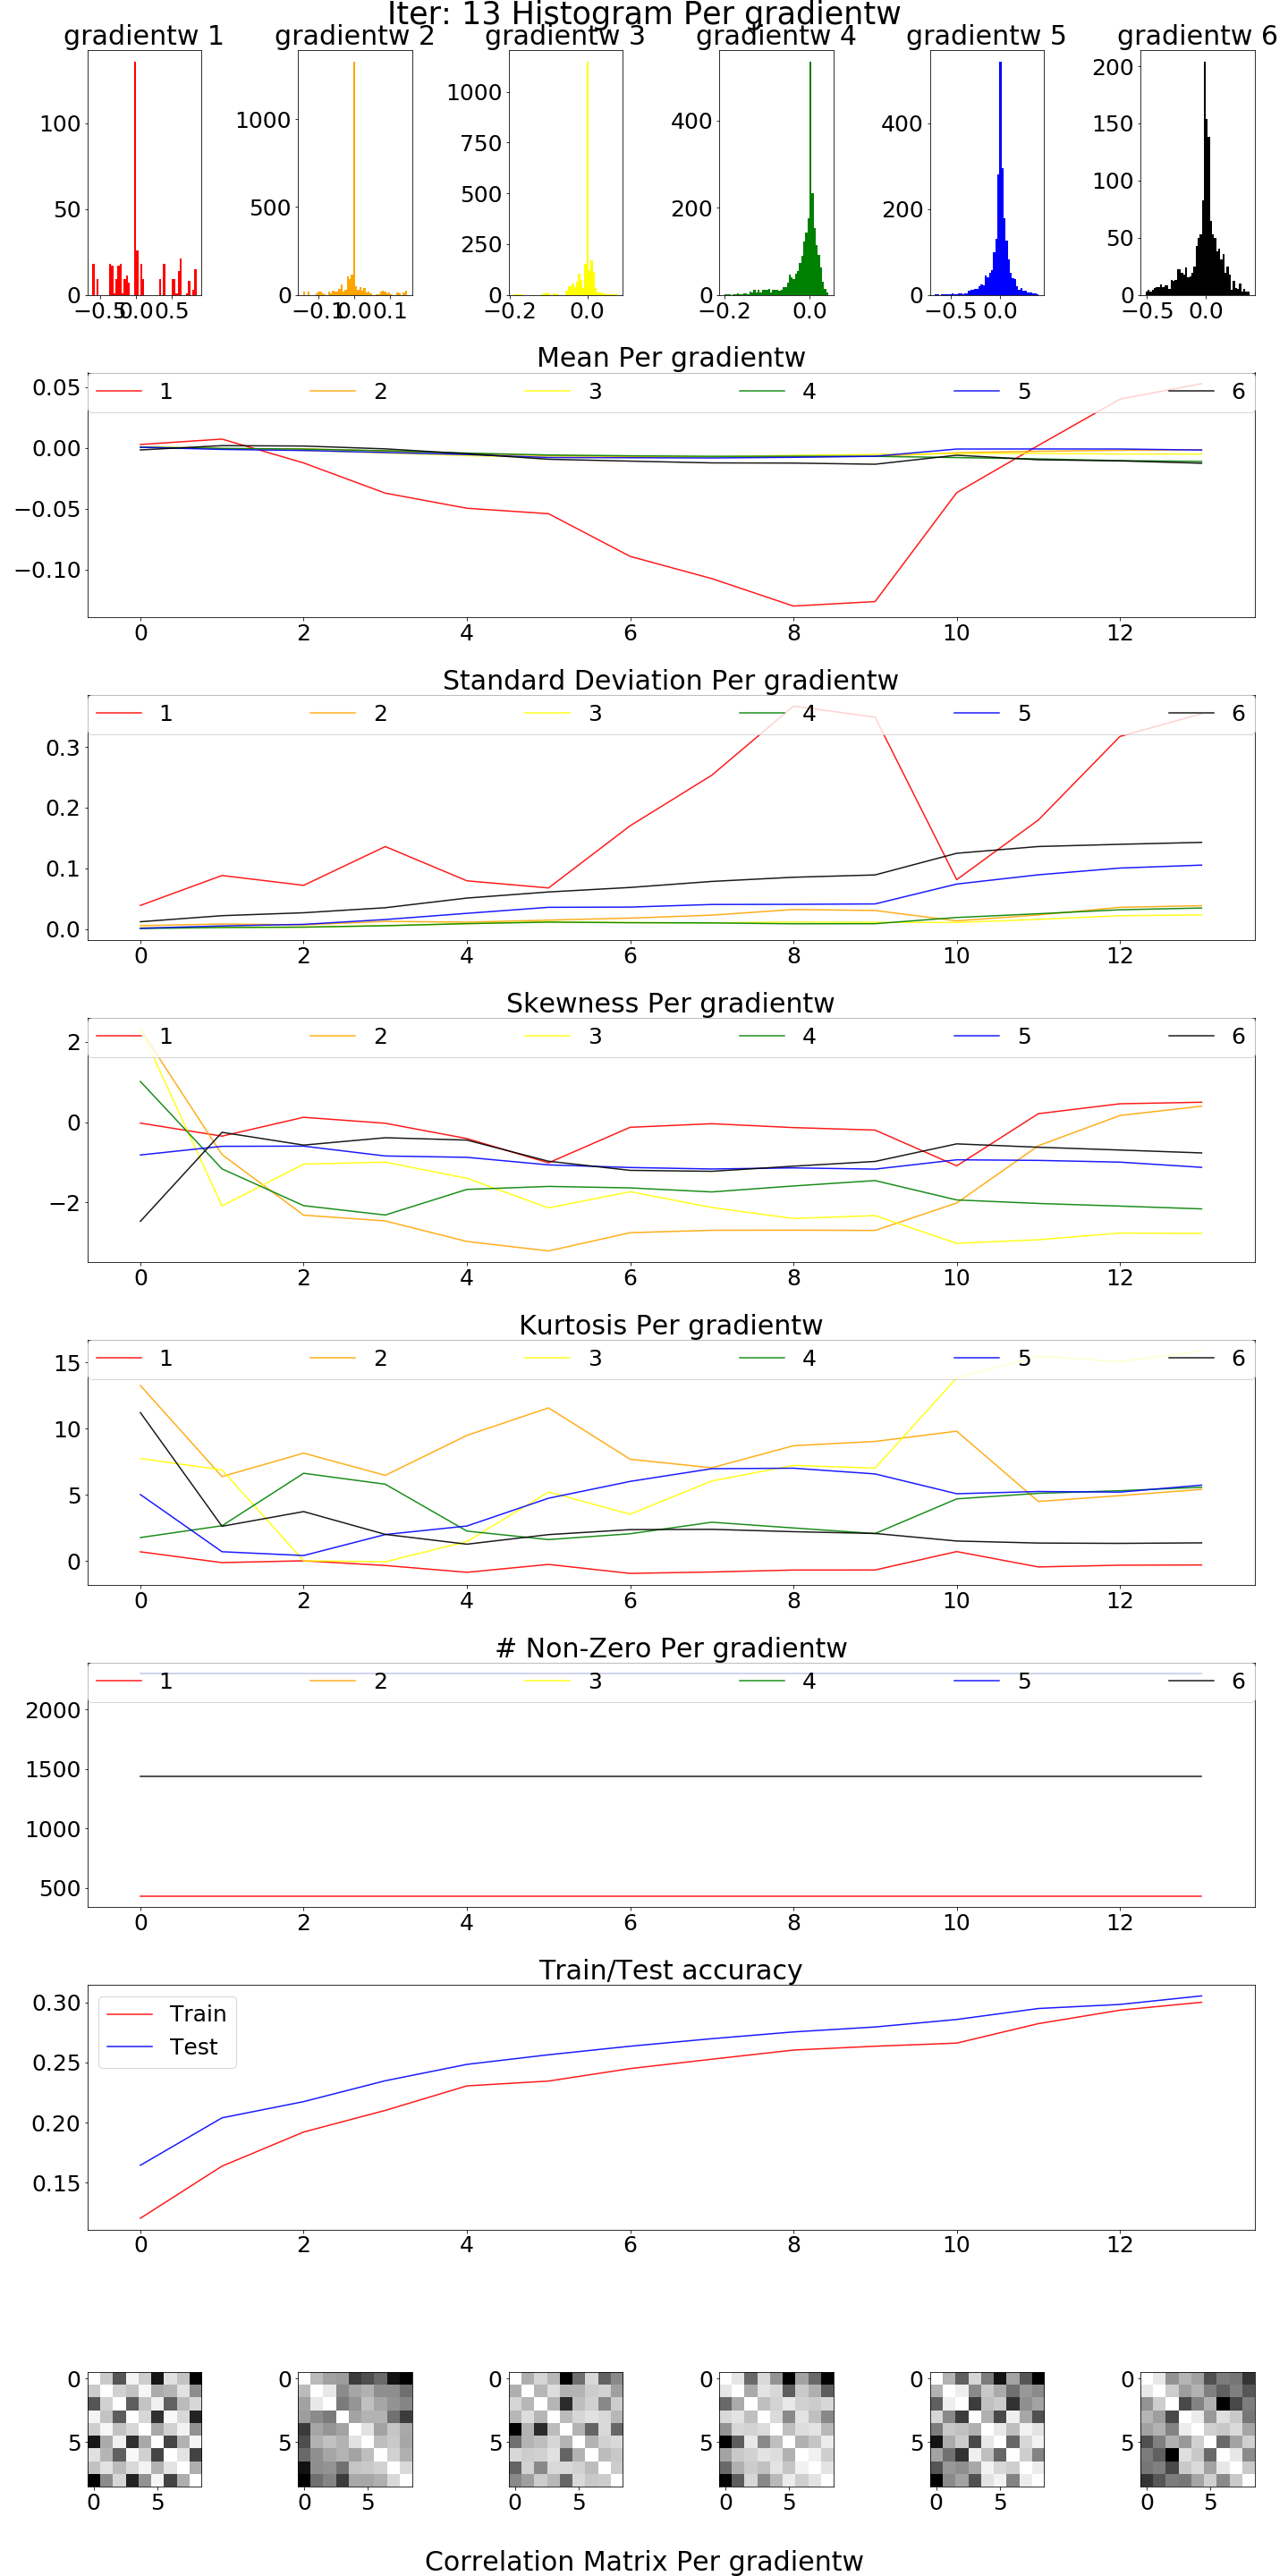 Iter: 13 Histogram Per gradientw
gradientw 1 gradientw 2 gradientw 3 gradientw 4 gradientw 5 gradientw 6
100 50 0
−0.5 0.0 0.5
1000 500 0
−0.1 0.0 0.1
1000 750 500 250 0
−0.2 0.0
400 200 0
−0.2 0.0
400 200 0
−0.5 0.0
200 150 100 50 0
−0.5 0.0
Mean Per gradientw
1 2 3 4 5 6
0.05
0.00
−0.05
−0.10
0 2 4 6 8 10 12
Standard Deviation Per gradientw
1 2 3 4 5 6
0.3
0.2
0.1
0.0
0 2 4 6 8 10 12
Skewness Per gradientw
1 2 3 4 5 6
2
0
−2
0 2 4 6 8 10 12
Kurtosis Per gradientw
1 2 3 4 5 6
15
10
5
0
0 2 4 6 8 10 12
# Non-Zero Per gradientw
1 2 3 4 5 6
2000
1500
1000
500
0 2 4 6 8 10 12
Train/Test accuracy
Train
Test
0.30
0.25
0.20
0.15
0 2 4 6 8 10 12
0 0 0 0 0 0
5 5 5 5 5 5
0 5 0 5 0 5 0 5 0 5 0 5
Correlation Matrix Per gradientw